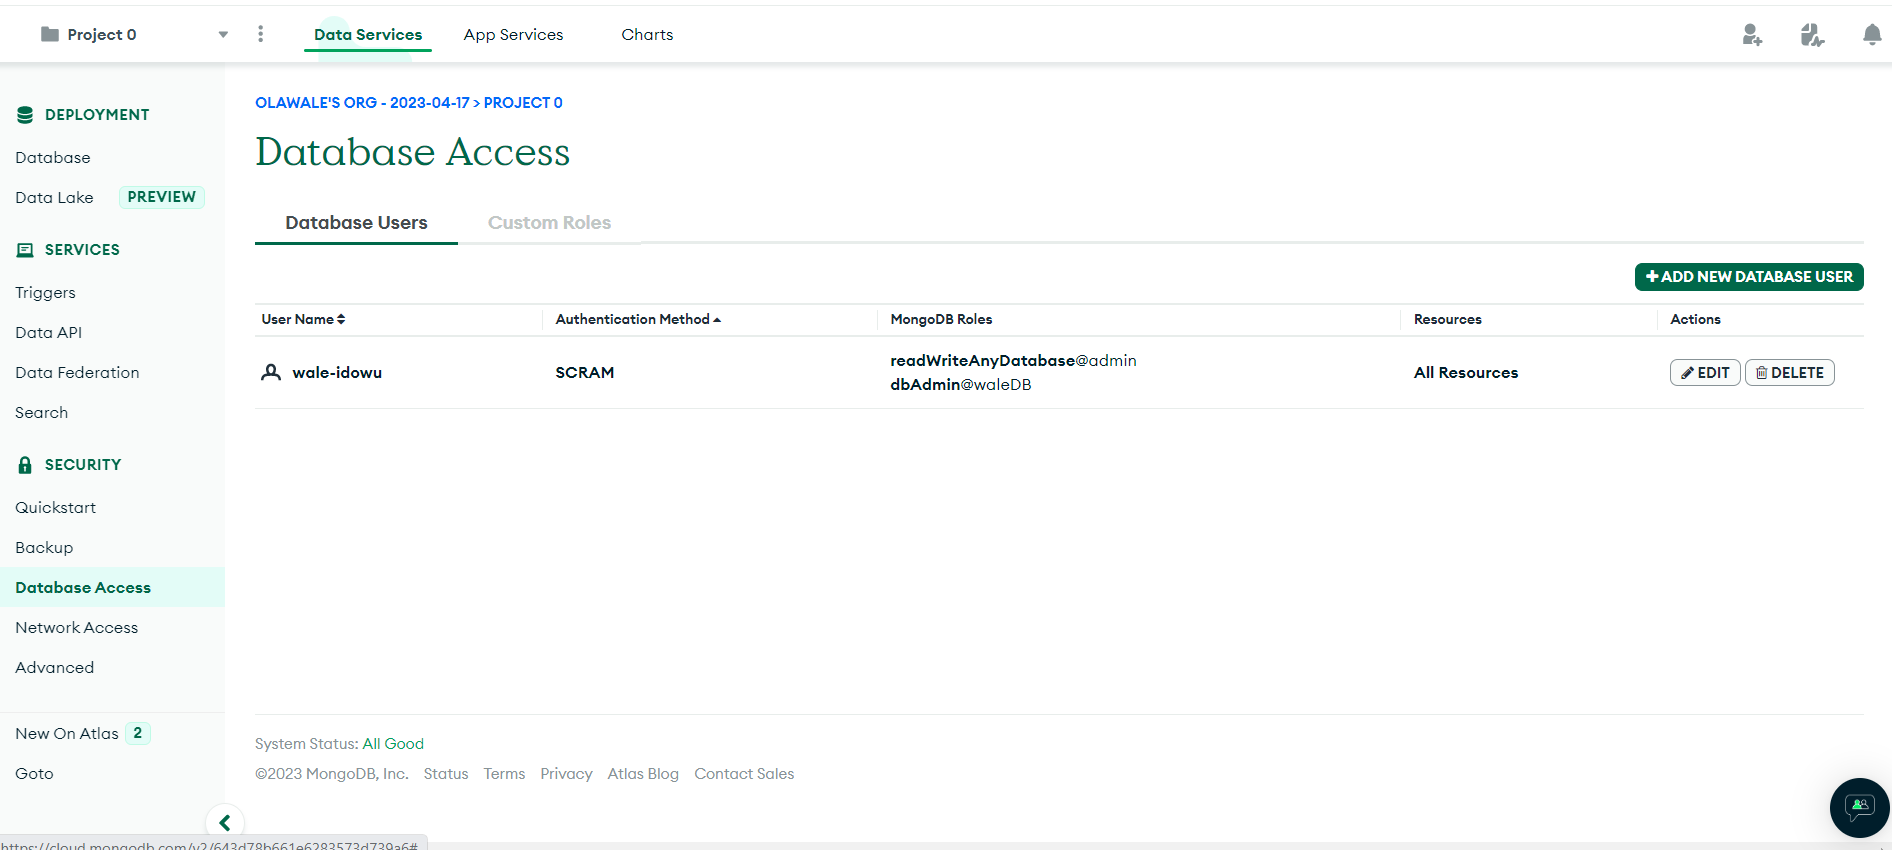 Project 0
Data Services
App Services
Charts
DEPLOYMENT
Database
Data Lake PREVIEW
SERVICES
Triggers
Data API
Data Federation
Search
SECURITY
Quickstart
Backup
Database Access
Network Access
Advanced
New On Atlas 2
Goto
OLAWALE'S ORG - 2023-04-17 > PROJECT 0
Database Access
Database Users
Custom Roles
+ ADD NEW DATABASE USER
User Name Authentication Method MongoDB Roles Resources Actions
wale-idowu SCRAM readWriteAnyDatabase@admin All Resources EDIT DELETE
dbAdmin@waleDB
System Status: All Good
©2023 MongoDB, Inc. Status Terms Privacy Atlas Blog Contact Sales
https://cloud.mongodb.com/v2/643d78b661e6283573d739a6#